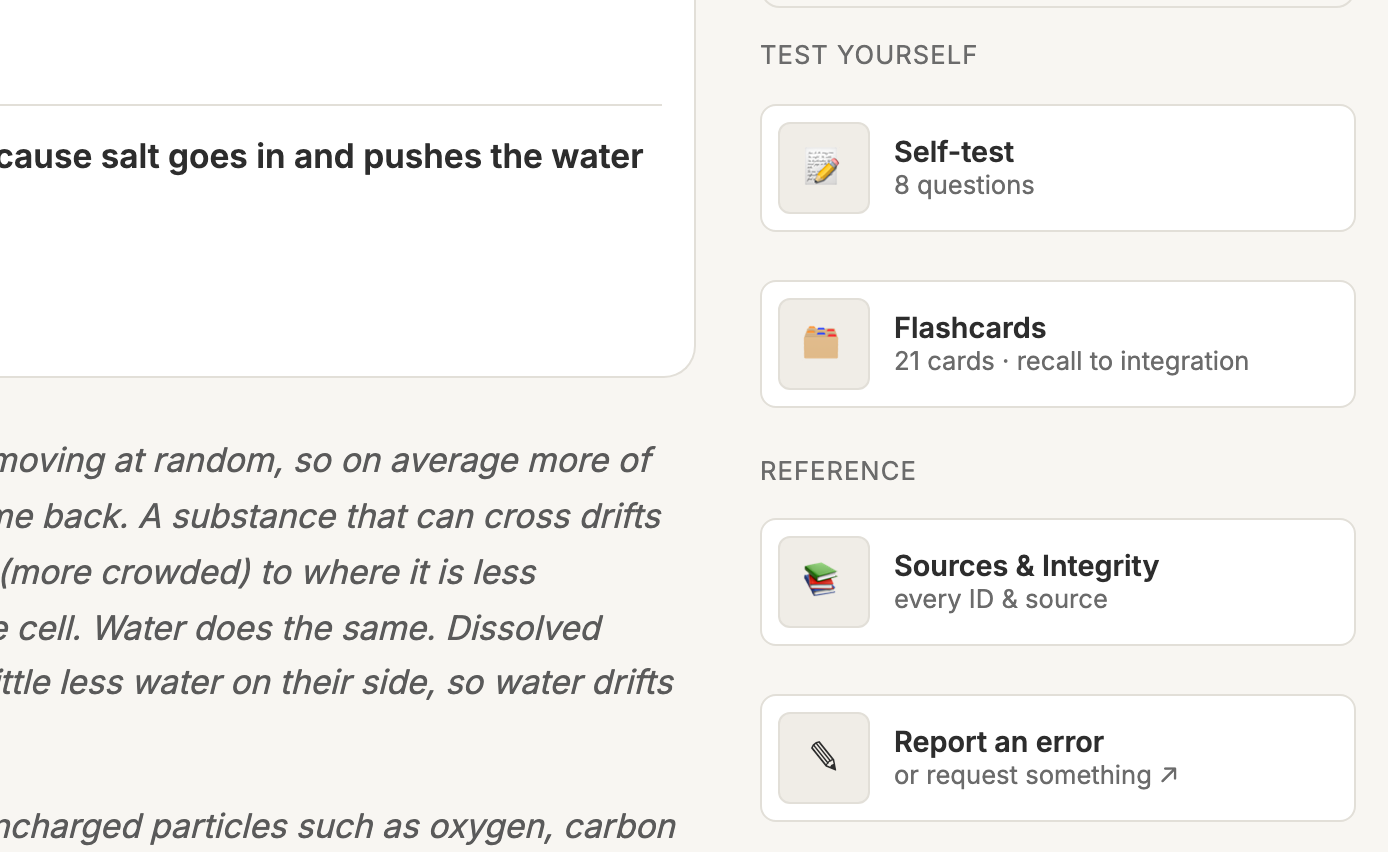 cause salt goes in and pushes the water
moving at random, so on average more of
me back. A substance that can cross drifts
(more crowded) to where it is less
e cell. Water does the same. Dissolved
ittle less water on their side, so water drifts
ncharged particles such as oxygen, carbon
TEST YOURSELF
Self-test
8 questions
Flashcards
21 cards · recall to integration
REFERENCE
Sources & Integrity
every ID & source
Report an error
or request something ↗